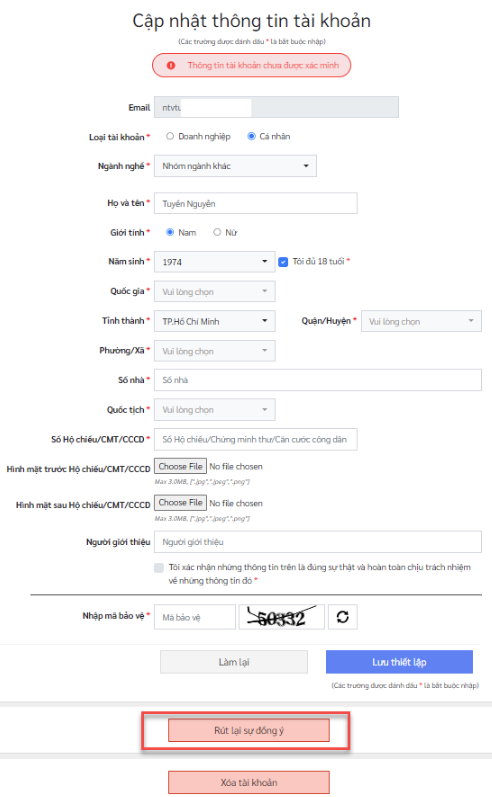 Cập nhật thông tin tài khoản
(Các trường được đánh dấu * là bắt buộc nhập)
Thông tin tài khoản chưa được xác minh
Email ntvtu
Loại tài khoản * Doanh nghiệp Cá nhân
Ngành nghề * Nhóm ngành khác
Họ và tên * Tuyền Nguyễn
Giới tính * Nam Nữ
Năm sinh * 1974 Tôi đủ 18 tuổi *
Quốc gia * Vui lòng chọn
Tỉnh thành * TP.Hồ Chí Minh Quận/Huyện * Vui lòng chọn
Phường/Xã * Vui lòng chọn
Số nhà * Số nhà
Quốc tịch * Vui lòng chọn
Số Hộ chiếu/CMT/CCCD * Số Hộ chiếu/Chứng minh thư/Căn cước công dân
Hình mặt trước Hộ chiếu/CMT/CCCD Choose File No file chosen
Max 3.0MB, [".jpg",".jpeg",".png"]
Hình mặt sau Hộ chiếu/CMT/CCCD Choose File No file chosen
Max 3.0MB, [".jpg",".jpeg",".png"]
Người giới thiệu Người giới thiệu
Tôi xác nhận những thông tin trên là đúng sự thật và hoàn toàn chịu trách nhiệm
về những thông tin đó *
Nhập mã bảo vệ * Mã bảo vệ 50332
Làm lại Lưu thiết lập
(Các trường được đánh dấu * là bắt buộc nhập)
Rút lại sự đồng ý
Xóa tài khoản